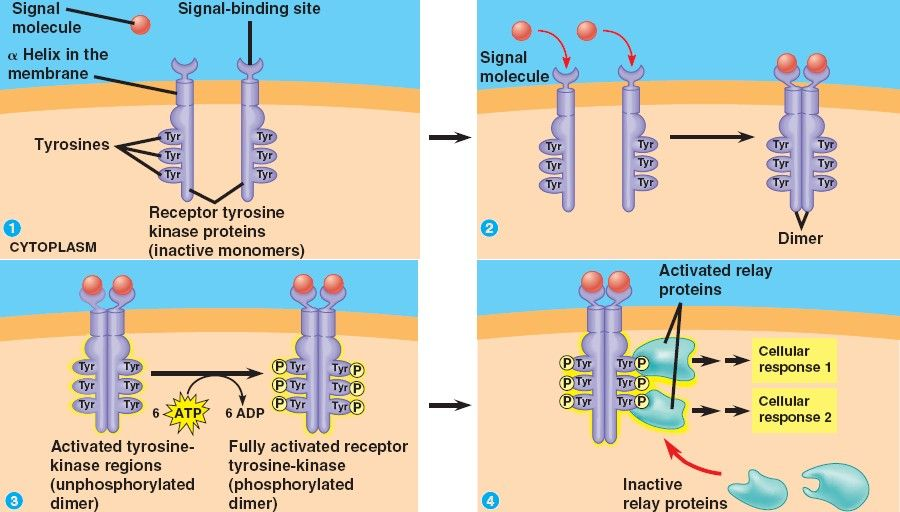 Signal
molecule
Signal-binding site
α Helix in the
membrane
Tyrosines
Tyr
Tyr
Tyr
Tyr
Tyr
Tyr
Receptor tyrosine
kinase proteins
(inactive monomers)
1
CYTOPLASM
Signal
molecule
Tyr
Tyr
Tyr
Tyr
Tyr
Tyr
Tyr
Tyr
Tyr
Tyr
Tyr
Tyr
Dimer
2
Tyr
Tyr
Tyr
Tyr
Tyr
Tyr
6 ATP
6 ADP
P Tyr Tyr P
P Tyr Tyr P
P Tyr Tyr P
Activated tyrosine-
kinase regions
(unphosphorylated
dimer)
Fully activated receptor
tyrosine-kinase
(phosphorylated
dimer)
3
Activated relay
proteins
P Tyr Tyr P
P Tyr Tyr
P Tyr Tyr P
Cellular
response 1
Cellular
response 2
Inactive
relay proteins
4